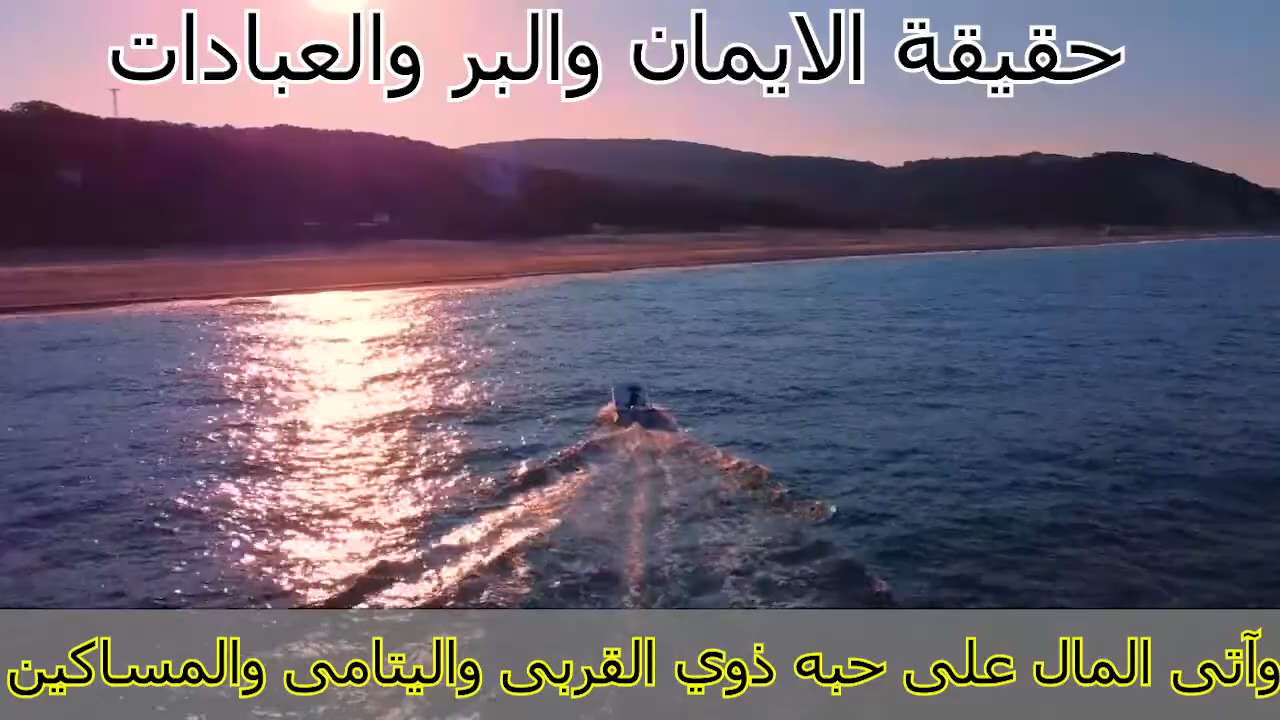 حقيقة الايمان والبر والعبادات
وآتى المال على حبه ذوي القربى واليتامى والمساكين